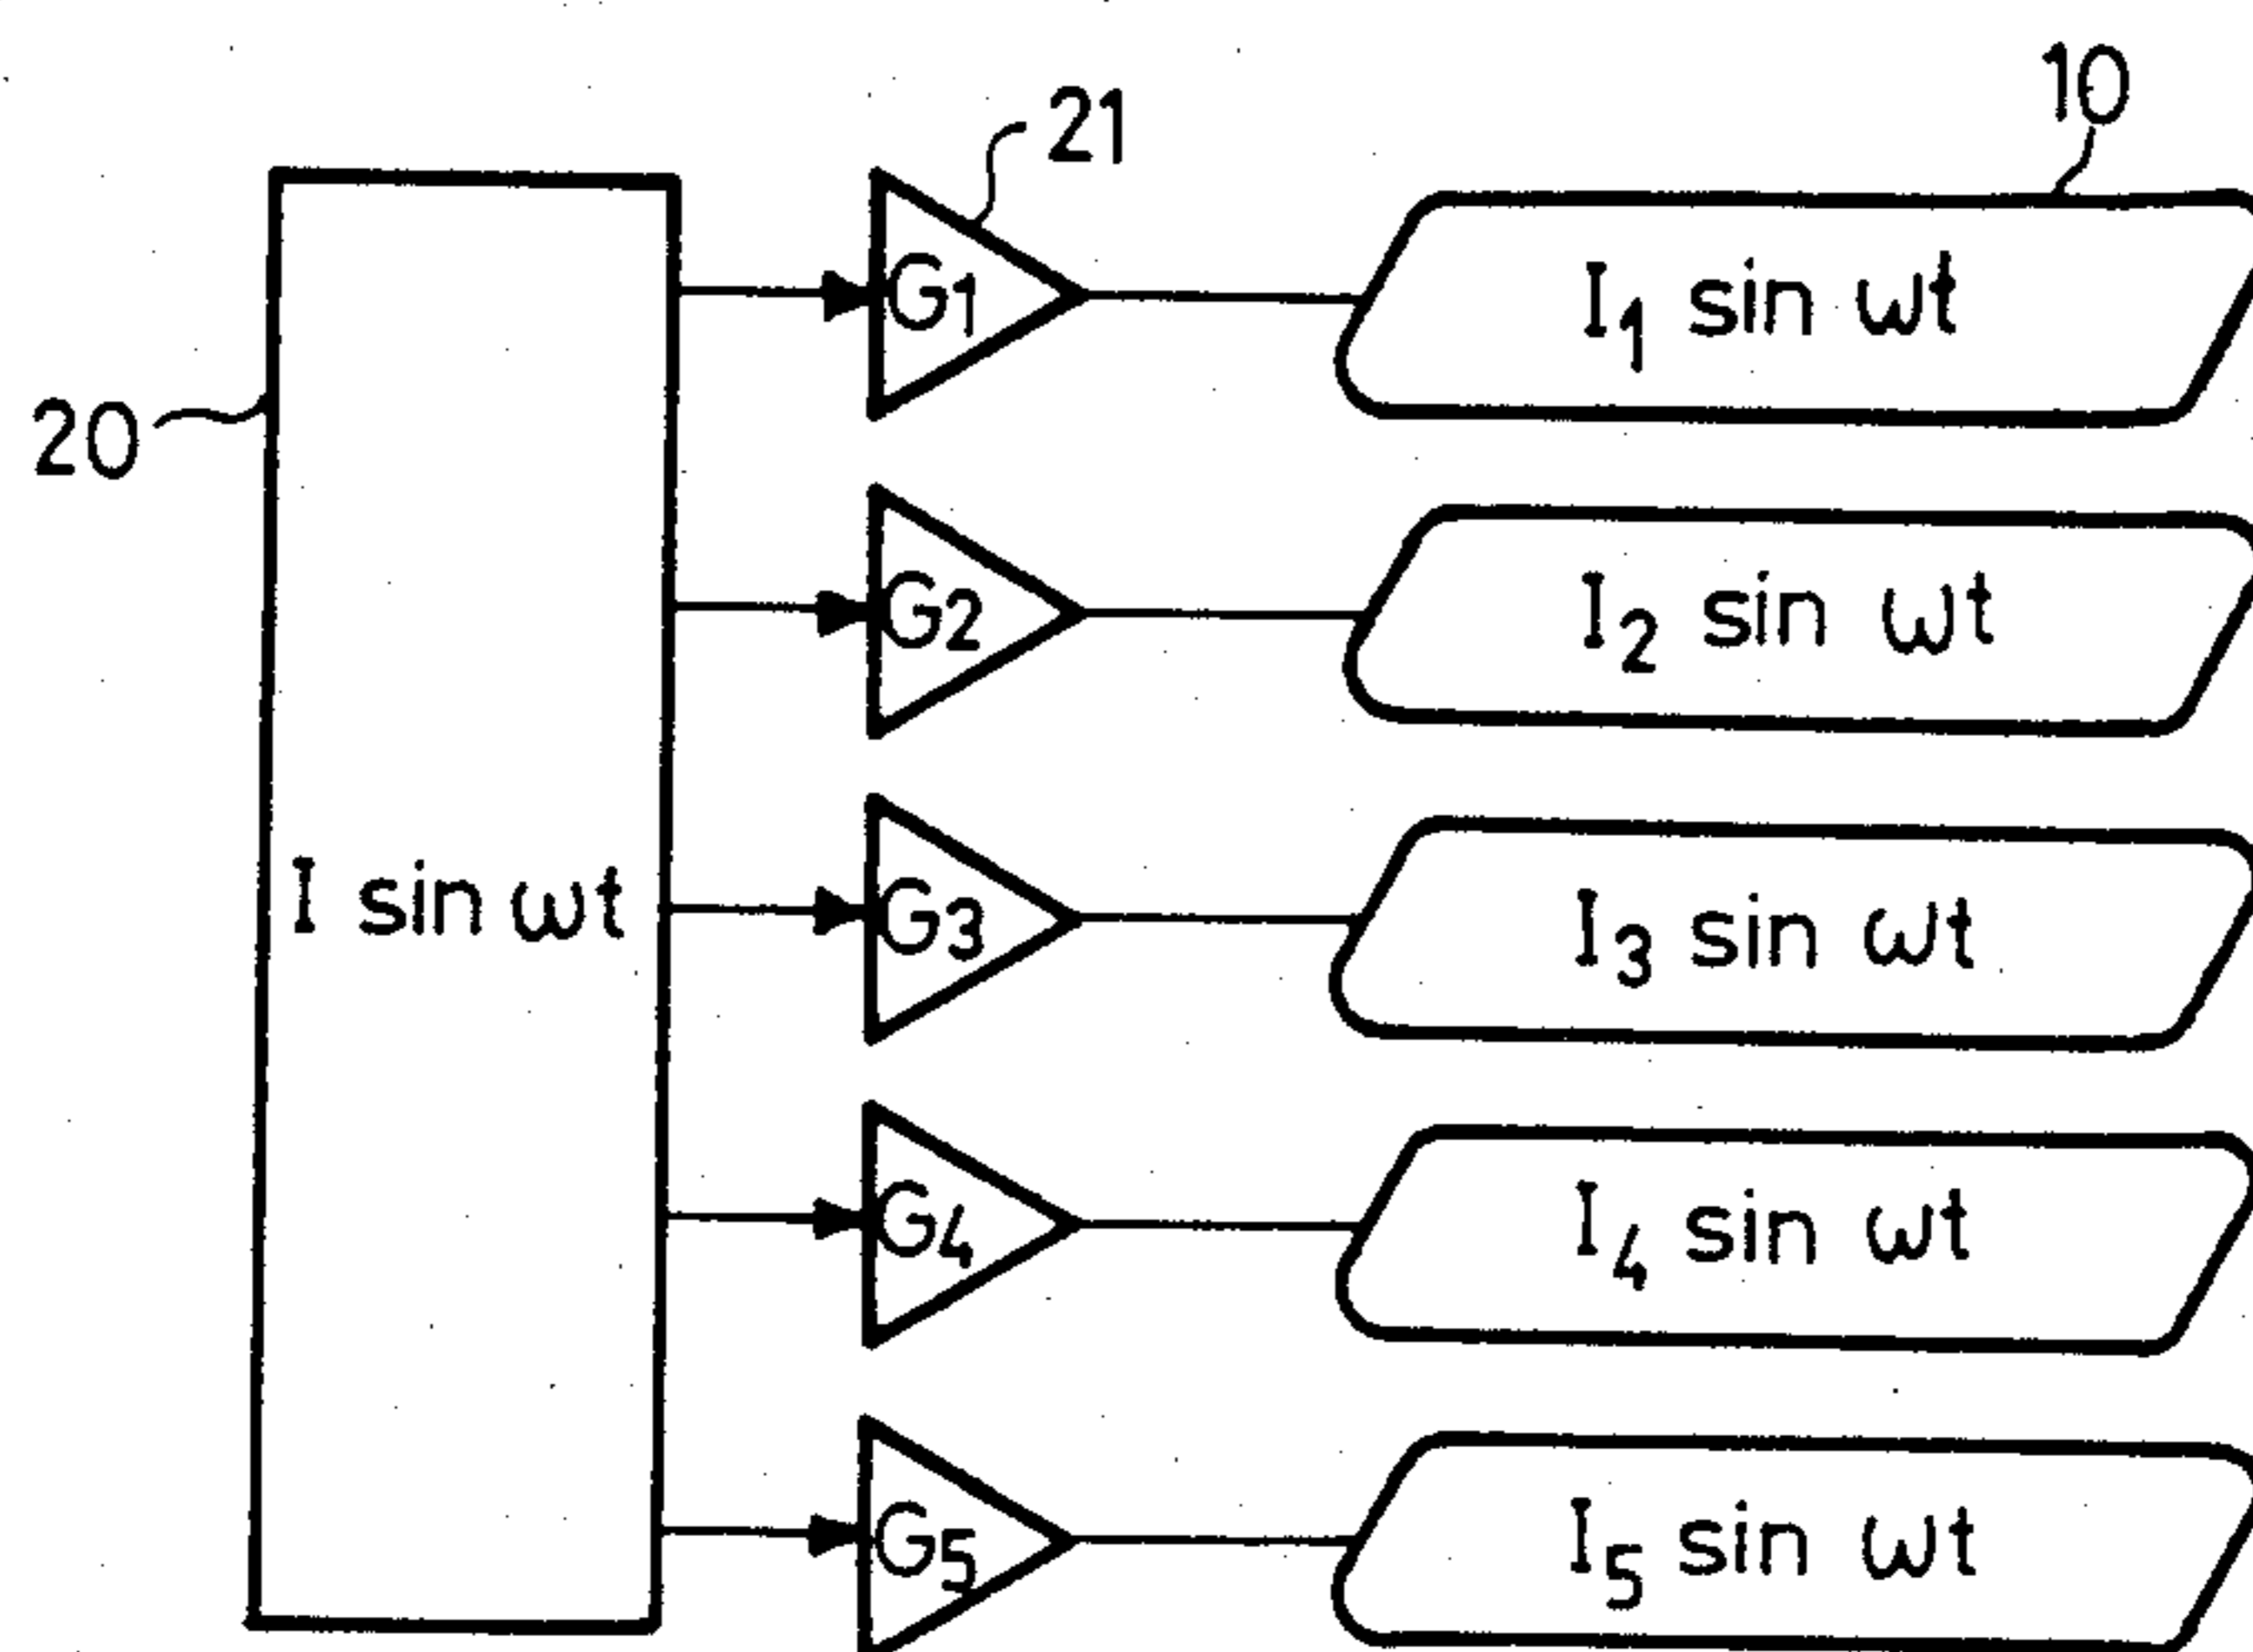 21
10
G1
I1 sin ωt
20
G2
I2 sin ωt
I sin ωt
G3
I3 sin ωt
G4
I4 sin ωt
G5
I5 sin ωt